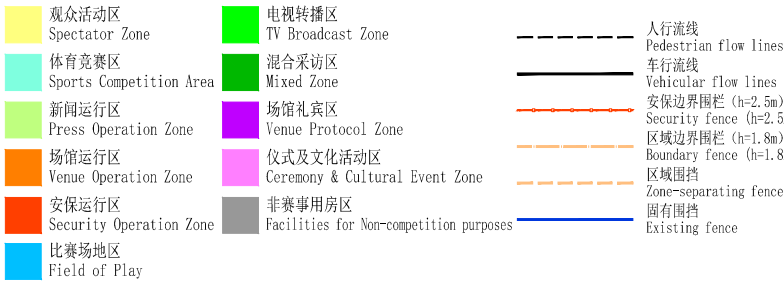 观众活动区
Spectator Zone
体育竞赛区
Sports Competition Area
新闻运行区
Press Operation Zone
场馆运行区
Venue Operation Zone
安保运行区
Security Operation Zone
比赛场地区
Field of Play
电视转播区
TV Broadcast Zone
混合采访区
Mixed Zone
场馆礼宾区
Venue Protocol Zone
仪式及文化活动区
Ceremony & Cultural Event Zone
非赛事用房区
Facilities for Non-competition purposes
人行流线
Pedestrian flow lines
车行流线
Vehicular flow lines
安保边界围栏（h=2.5m）
Security fence (h=2.5
区域边界围栏（h=1.8m）
Boundary fence (h=1.8
区域围挡
Zone-separating fence
固有围挡
Existing fence